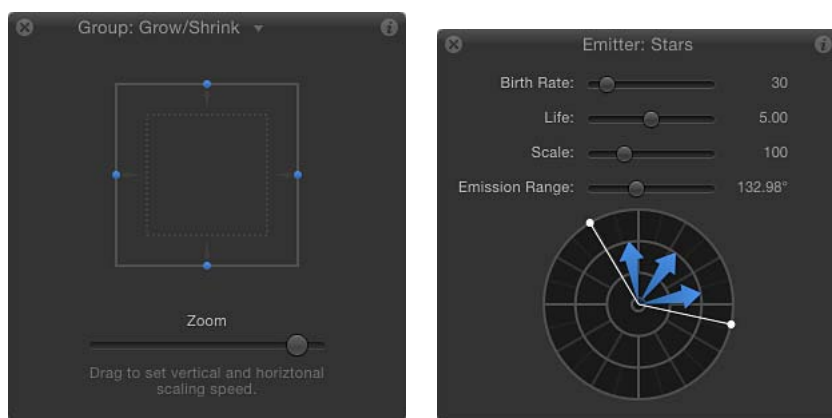 Group: Grow/Shrink
Zoom
Drag to set vertical and horiztonal
scaling speed.
Emitter: Stars
Birth Rate: 30
Life: 5.00
Scale: 100
Emission Range: 132.98°